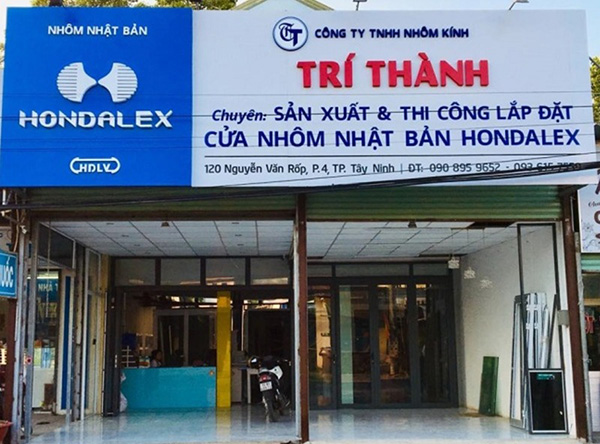 NHÔM NHẬT BẢN
HONDALEX
HDLV
CÔNG TY TNHH NHÔM KÍNH
TRÍ THÀNH
Chuyên: SẢN XUẤT & THI CÔNG LẮP ĐẶT
CỬA NHÔM NHẬT BẢN HONDALEX
120 Nguyễn Văn Rốp, P.4, TP. Tây Ninh | ĐT: 090 895 9652 -